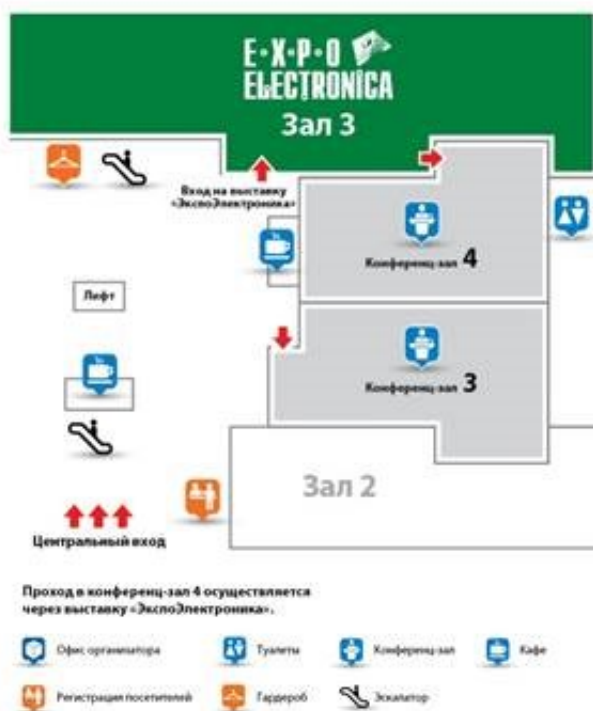 E·X·P·O
ELECTRONICA
Зал 3
Вход на выставку
«ЭкспоЭлектроника»
Конференц-зал 4
Лифт
Конференц-зал 3
Зал 2
Центральный вход
Проход в конференц-зал 4 осуществляется
через выставку «ЭкспоЭлектроника».
Офис организатора
Туалеты
Конференц-зал
Кафе
Регистрация посетителей
Гардероб
Эскалатор